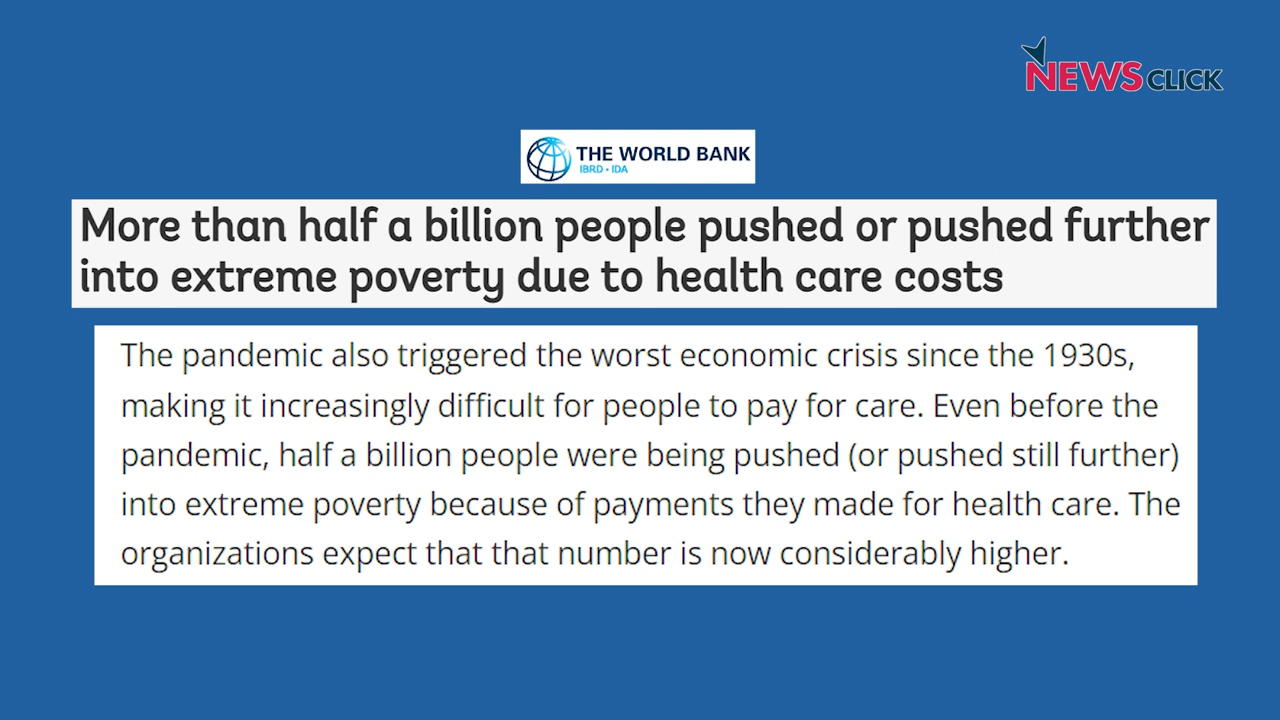 NEWSCLICK
THE WORLD BANK
IBRD • IDA
More than half a billion people pushed or pushed further
into extreme poverty due to health care costs
The pandemic also triggered the worst economic crisis since the 1930s,
making it increasingly difficult for people to pay for care. Even before the
pandemic, half a billion people were being pushed (or pushed still further)
into extreme poverty because of payments they made for health care. The
organizations expect that that number is now considerably higher.